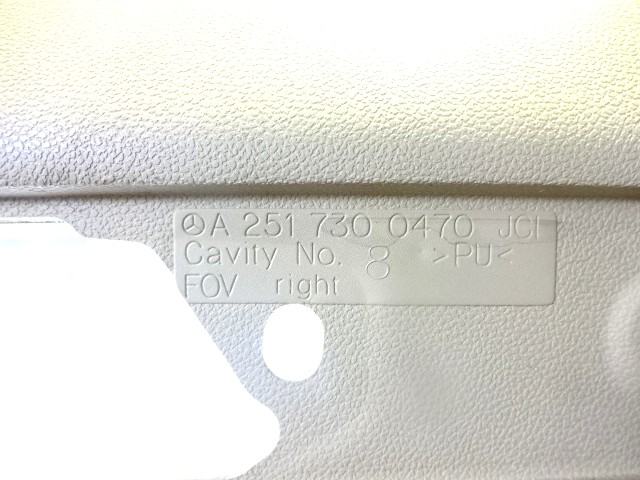 A 251 730 0470 JCI
Cavity No. 8 >PU<
FOV right